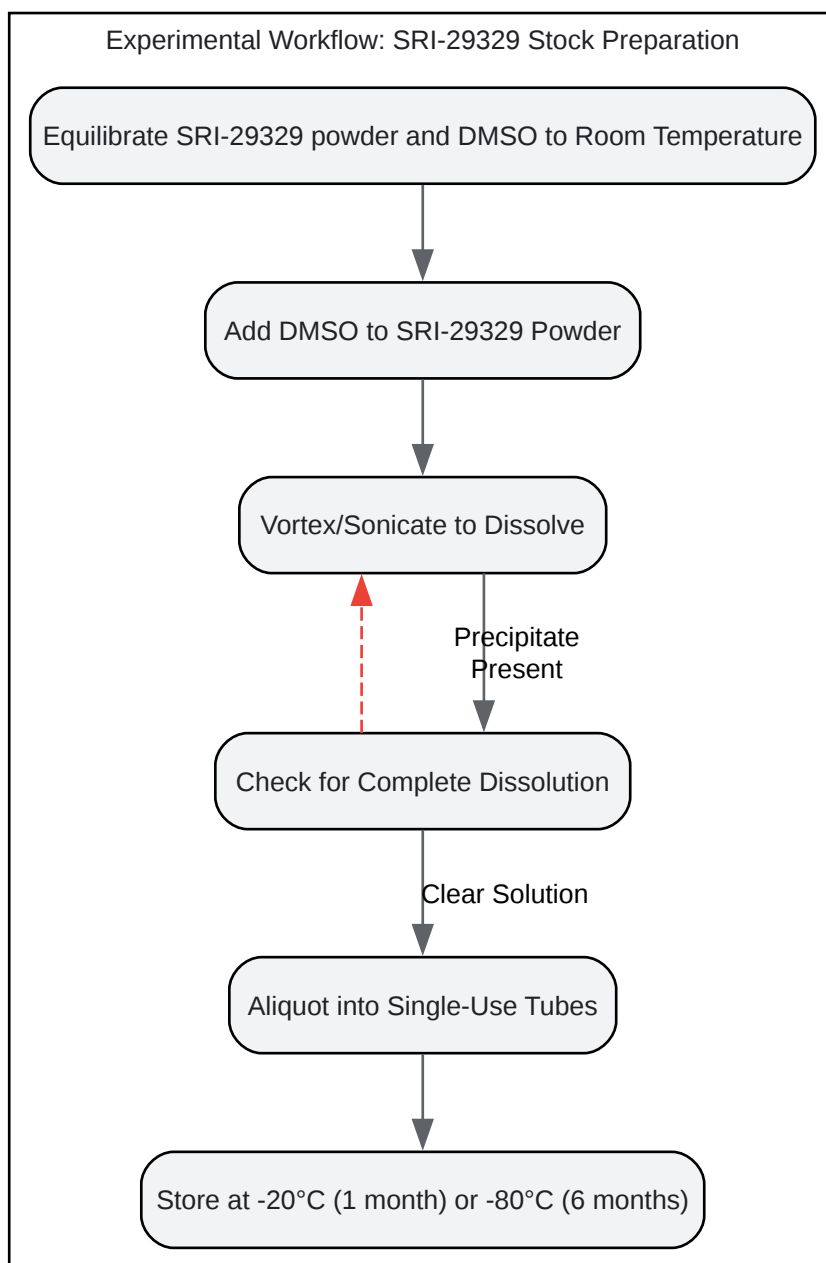 Experimental Workflow: SRI-29329 Stock Preparation
Equilibrate SRI-29329 powder and DMSO to Room Temperature
Add DMSO to SRI-29329 Powder
Vortex/Sonicate to Dissolve
Precipitate
Present
Check for Complete Dissolution
Clear Solution
Aliquot into Single-Use Tubes
Store at -20°C (1 month) or -80°C (6 months)